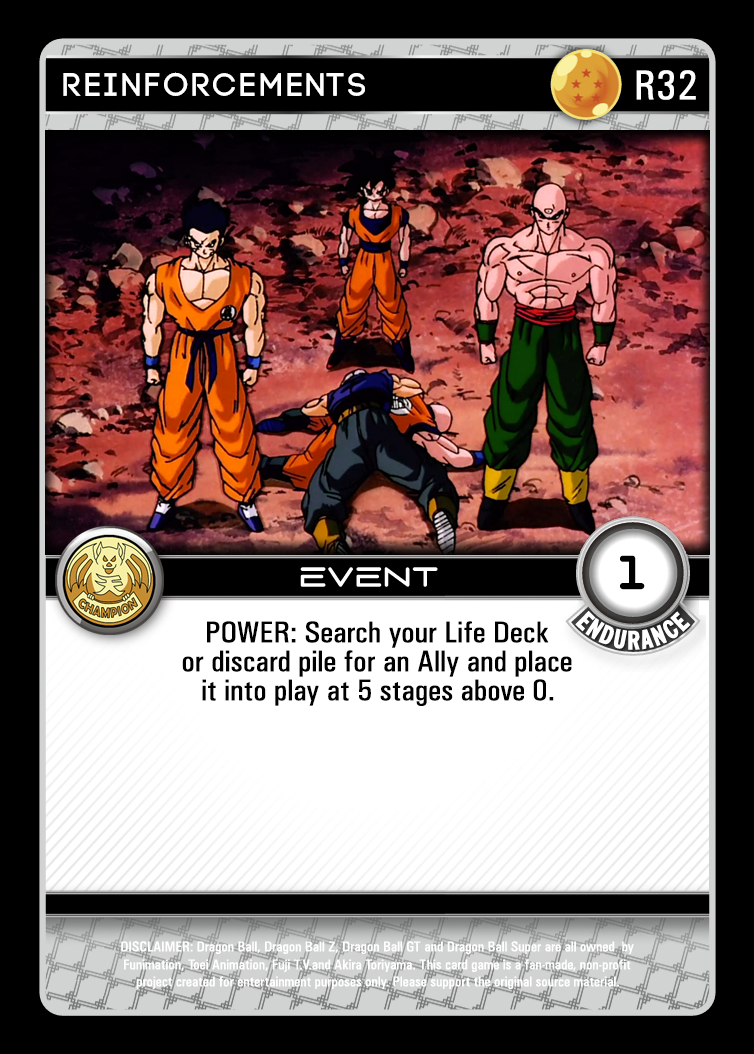 REINFORCEMENTS
R32
EVENT
1
ENDURANCE
CHAMPION
POWER: Search your Life Deck
or discard pile for an Ally and place
it into play at 5 stages above 0.
DISCLAIMER: Dragon Ball, Dragon Ball Z, Dragon Ball GT and Dragon Ball Super are all owned by
Funimation, Toei Animation, Fuji T.V.and Akira Toriyama. This card game is a fan-made, non-profit
project created for entertainment purposes only. Please support the original source material.